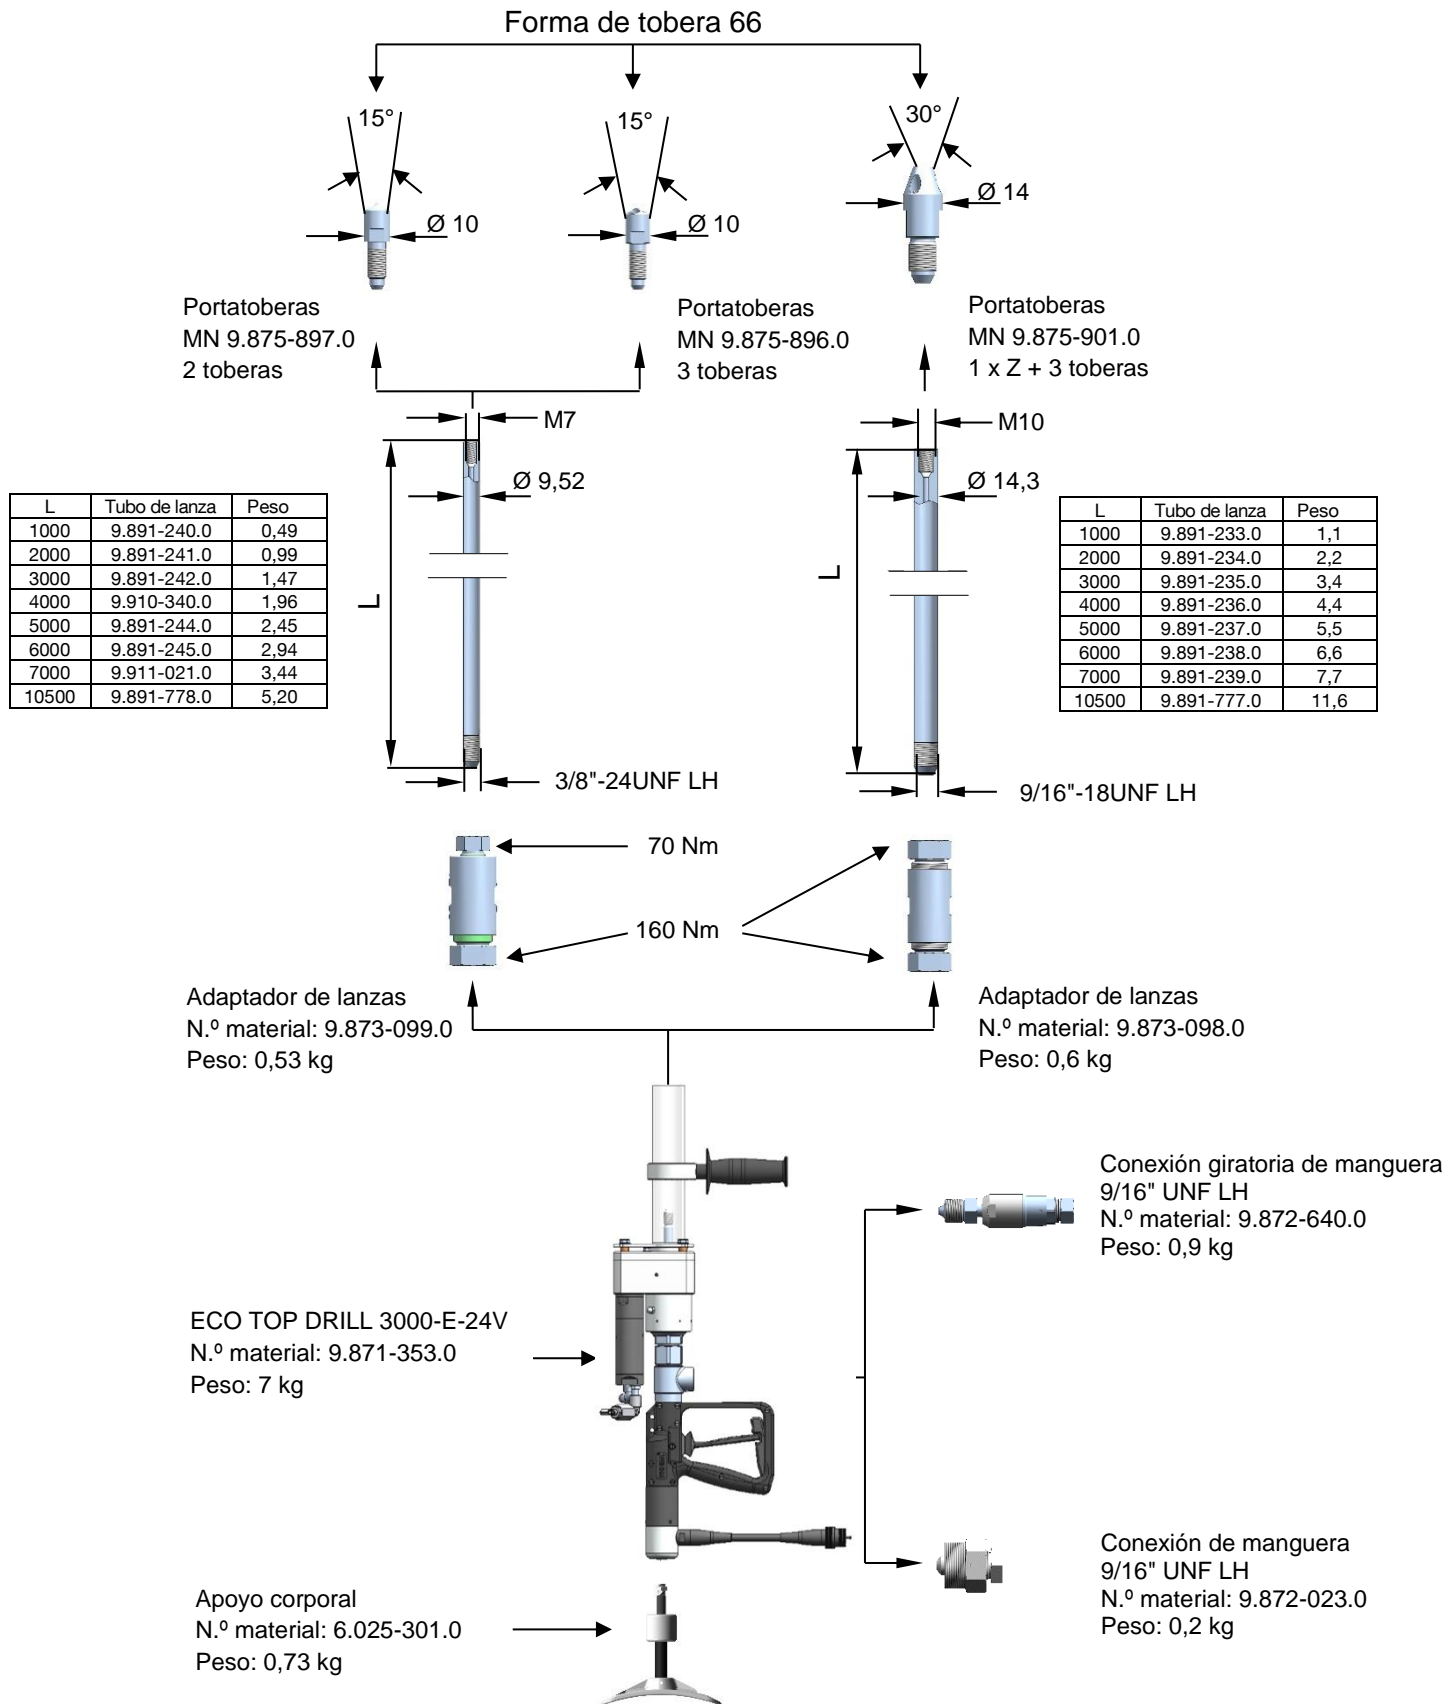 Forma de tobera 66
15°
15°
30°
Ø 10
Ø 10
Ø 14
Portatoberas
MN 9.875-897.0
2 toberas
Portatoberas
MN 9.875-896.0
3 toberas
Portatoberas
MN 9.875-901.0
1 x Z + 3 toberas
M7
M10
Ø 9,52
Ø 14,3
L Tubo de lanza Peso
1000 9.891-240.0 0,49
2000 9.891-241.0 0,99
3000 9.891-242.0 1,47
4000 9.910-340.0 1,96
5000 9.891-244.0 2,45
6000 9.891-245.0 2,94
7000 9.911-021.0 3,44
10500 9.891-778.0 5,20
L
L
L Tubo de lanza Peso
1000 9.891-233.0 1,1
2000 9.891-234.0 2,2
3000 9.891-235.0 3,4
4000 9.891-236.0 4,4
5000 9.891-237.0 5,5
6000 9.891-238.0 6,6
7000 9.891-239.0 7,7
10500 9.891-777.0 11,6
3/8"-24UNF LH
9/16"-18UNF LH
70 Nm
160 Nm
Adaptador de lanzas
N.º material: 9.873-099.0
Peso: 0,53 kg
Adaptador de lanzas
N.º material: 9.873-098.0
Peso: 0,6 kg
Conexión giratoria de manguera
9/16" UNF LH
N.º material: 9.872-640.0
Peso: 0,9 kg
ECO TOP DRILL 3000-E-24V
N.º material: 9.871-353.0
Peso: 7 kg
Conexión de manguera
9/16" UNF LH
N.º material: 9.872-023.0
Peso: 0,2 kg
Apoyo corporal
N.º material: 6.025-301.0
Peso: 0,73 kg